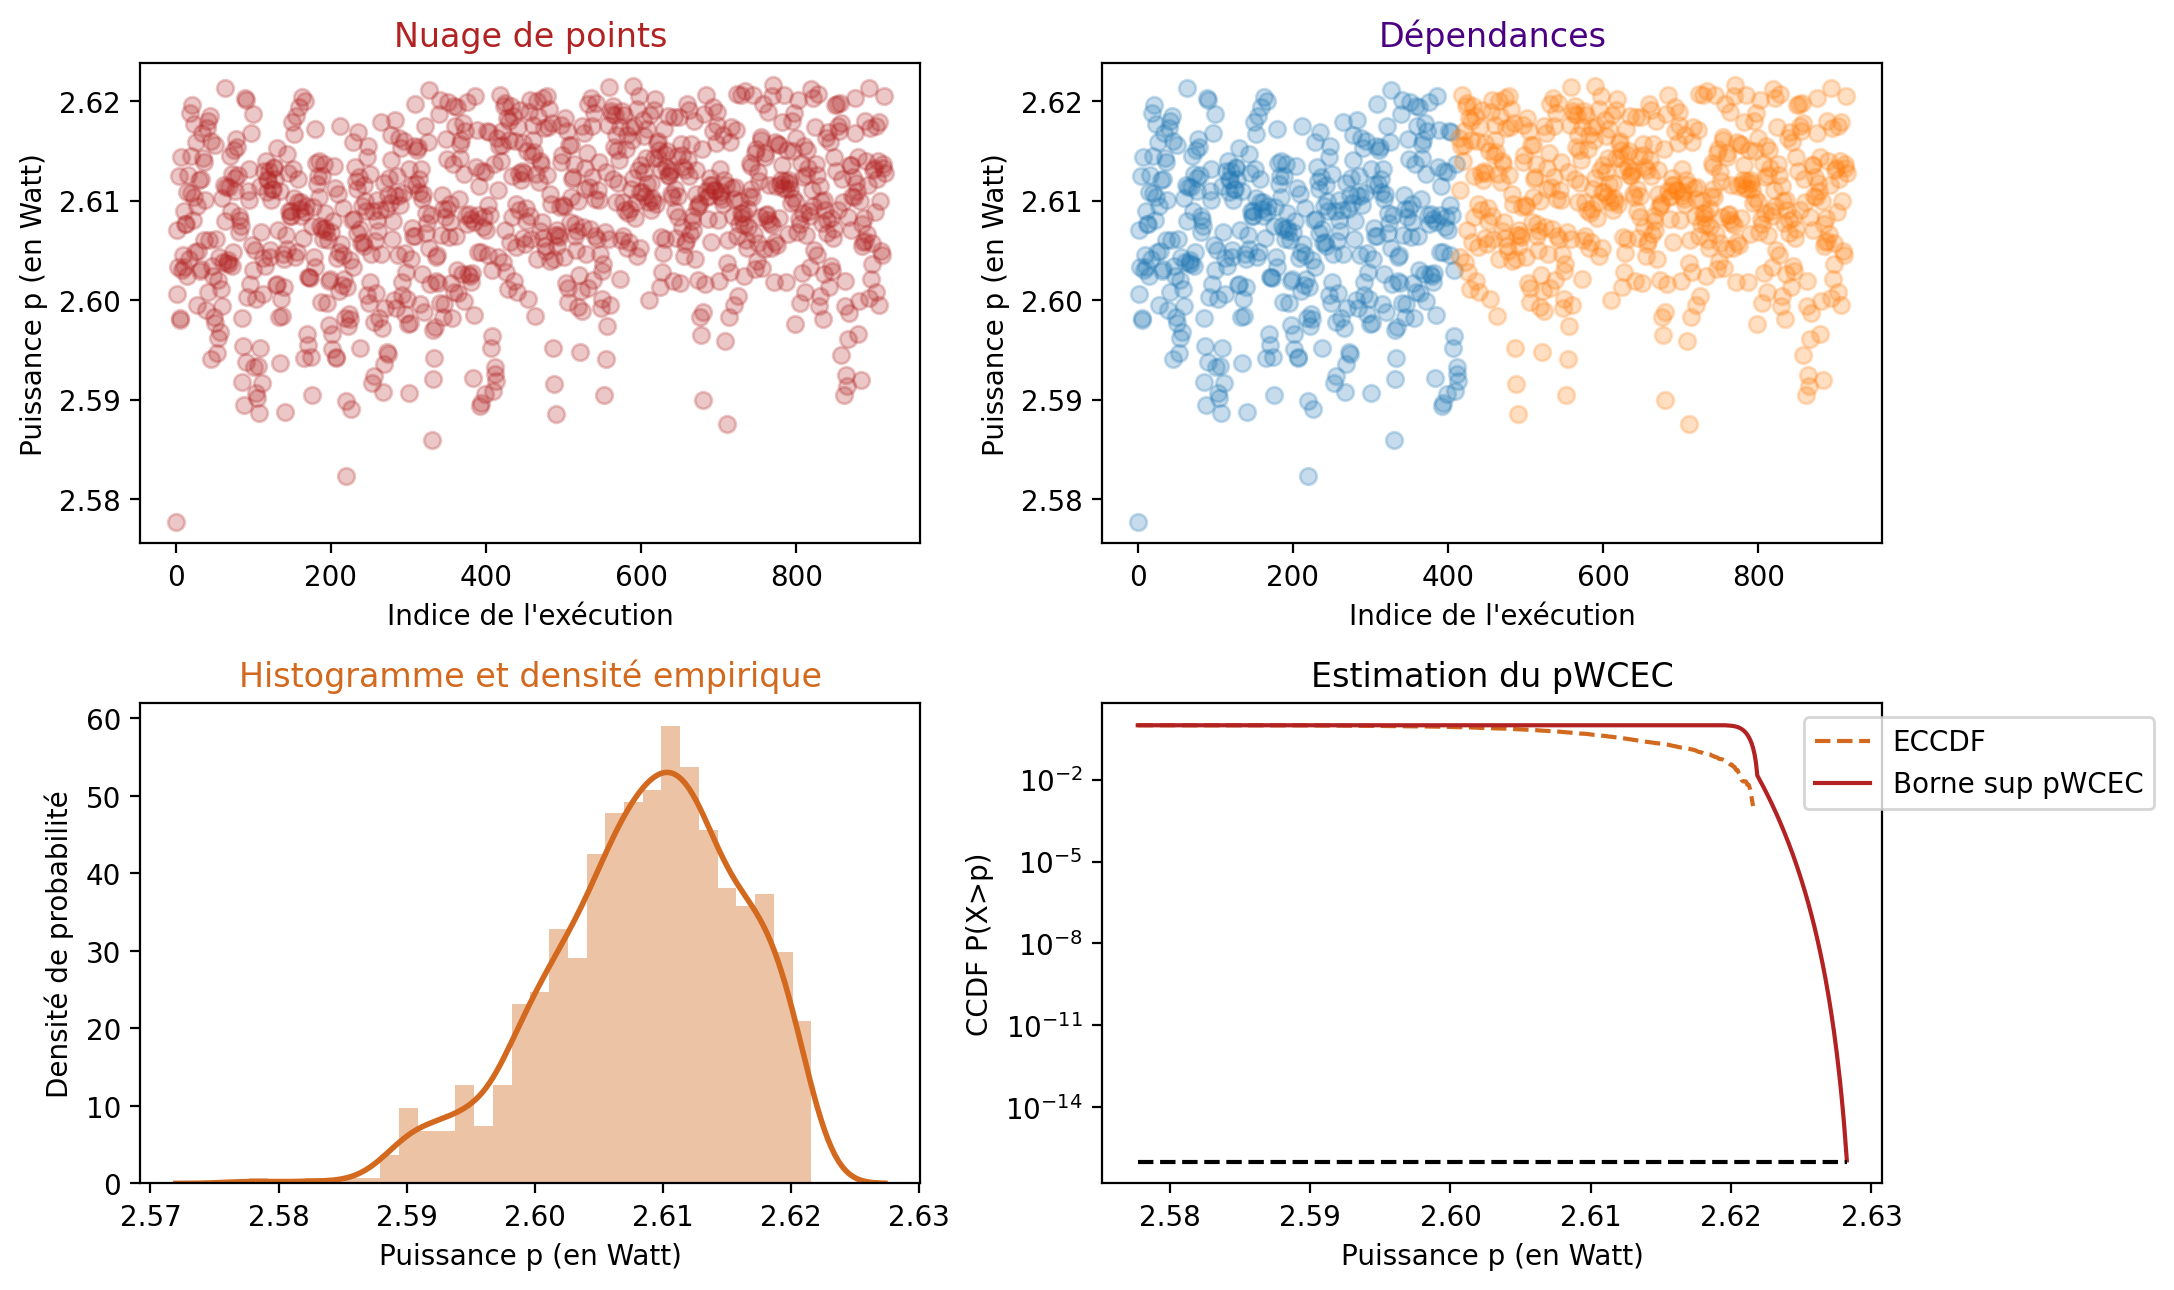 Nuage de points
Puissance p (en Watt)
2.62
2.61
2.60
2.59
2.58
0 200 400 600 800
Indice de l'exécution
Dépendances
Puissance p (en Watt)
2.62
2.61
2.60
2.59
2.58
0 200 400 600 800
Indice de l'exécution
Histogramme et densité empirique
Densité de probabilité
60
50
40
30
20
10
0
2.57 2.58 2.59 2.60 2.61 2.62 2.63
Puissance p (en Watt)
Estimation du pWCEC
ECCDF
Borne sup pWCEC
CCDF P(X>p)
10⁻²
10⁻⁵
10⁻⁸
10⁻¹¹
10⁻¹⁴
2.58 2.59 2.60 2.61 2.62 2.63
Puissance p (en Watt)